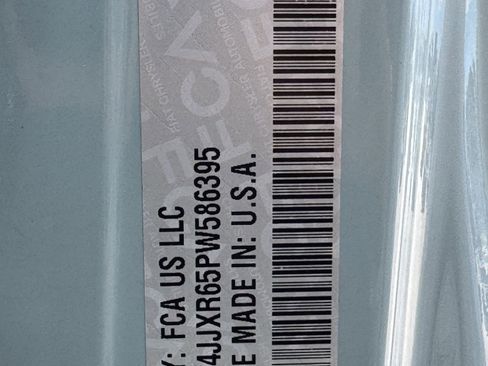 Y: FCA US LLC
4JJXR65PW586395
E MADE IN: U.S.A.